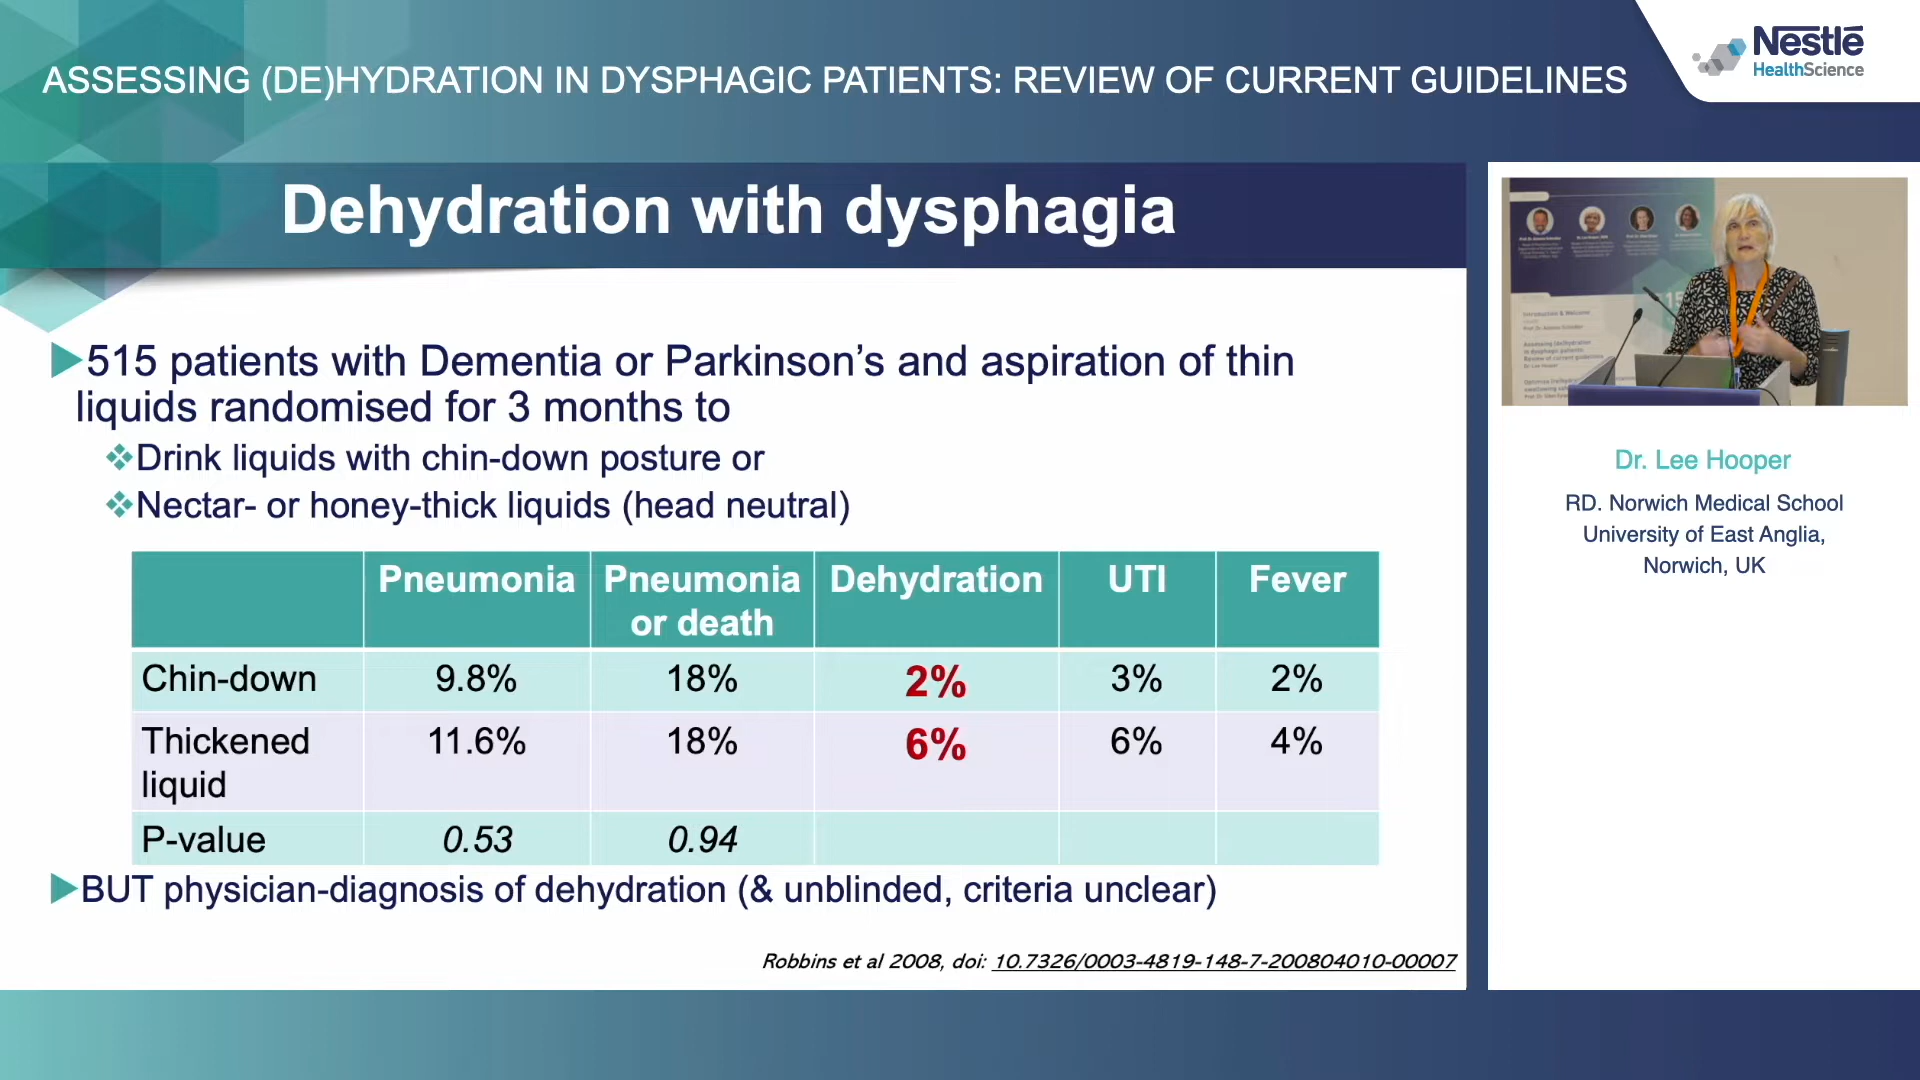 ASSESSING (DE)HYDRATION IN DYSPHAGIC PATIENTS: REVIEW OF CURRENT GUIDELINES
Nestlé
HealthScience
Dehydration with dysphagia
515 patients with Dementia or Parkinson's and aspiration of thin
liquids randomised for 3 months to
Drink liquids with chin-down posture or
Nectar- or honey-thick liquids (head neutral)
Pneumonia Pneumonia or death Dehydration UTI Fever
Chin-down 9.8% 18% 2% 3% 2%
Thickened liquid 11.6% 18% 6% 6% 4%
P-value 0.53 0.94
BUT physician-diagnosis of dehydration (& unblinded, criteria unclear)
Robbins et al 2008, doi: 10.7326/0003-4819-148-7-200804010-00007
Introduction & Welcome
Dr. Lee Hooper
RD. Norwich Medical School
University of East Anglia,
Norwich, UK